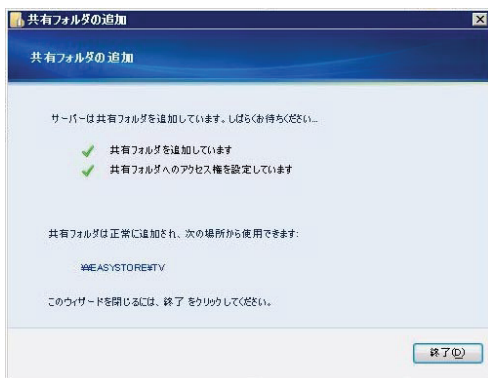 共有フォルダの追加
共有フォルダの追加
サーバーは共有フォルダを追加しています。しばらくお待ちください...
共有フォルダを追加しています
共有フォルダへのアクセス権を設定しています
共有フォルダは正常に追加され、次の場所から使用できます:
¥¥EASYSTORE¥TV
このウィザードを閉じるには、終了 をクリックしてください。
終了(D)